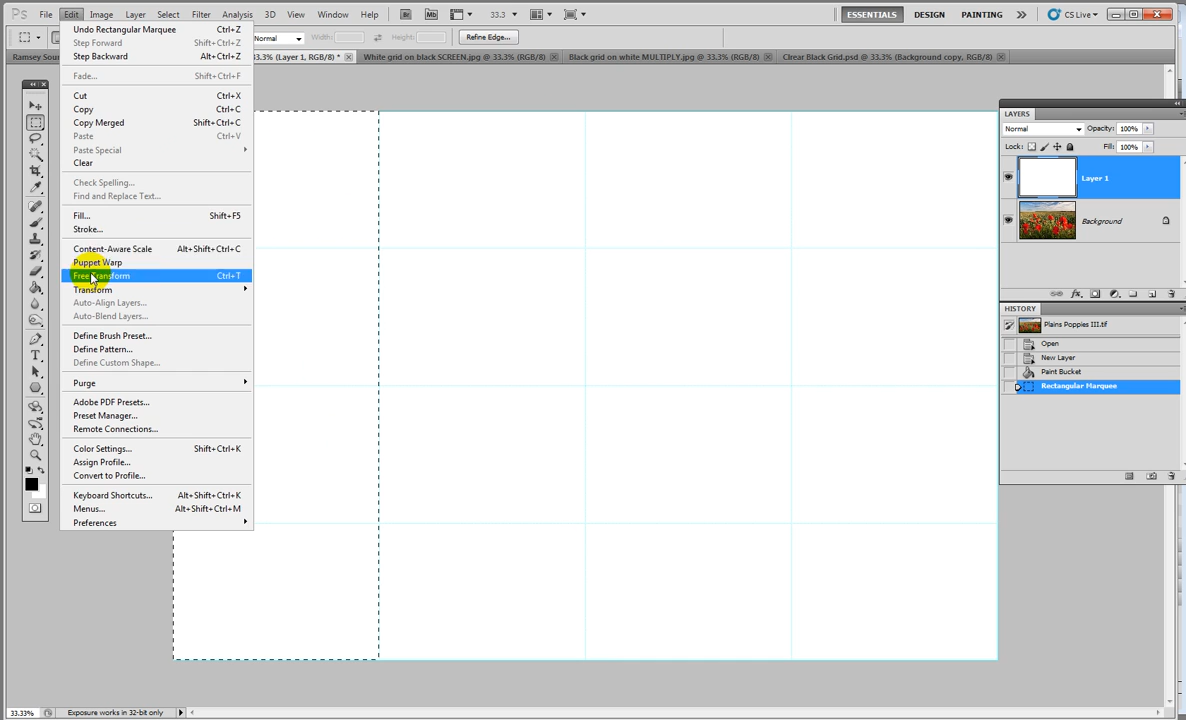 Ps File Edit Image Layer Select Filter Analysis 3D View Window Help Br Mb 33.3 ESSENTIALS DESIGN PAINTING CS Live
Normal Width: Height: Refine Edge...
Ramsey Sour 33.3% (Layer 1, RGB/8) * White grid on black SCREEN.jpg @ 33.3% (RGB/8) Black grid on white MULTIPLY.jpg @ 33.3% (RGB/8) Clerar Black Grid.psd @ 33.3% (Background copy, RGB/8)
Undo Rectangular Marquee Ctrl+Z
Step Forward Shift+Ctrl+Z
Step Backward Alt+Ctrl+Z
Fade... Shift+Ctrl+F
Cut Ctrl+X
Copy Ctrl+C
Copy Merged Shift+Ctrl+C
Paste Ctrl+V
Paste Special
Clear
Check Spelling...
Find and Replace Text...
Fill... Shift+F5
Stroke...
Content-Aware Scale Alt+Shift+Ctrl+C
Puppet Warp
Free Transform Ctrl+T
Transform
Auto-Align Layers...
Auto-Blend Layers...
Define Brush Preset...
Define Pattern...
Define Custom Shape...
Purge
Adobe PDF Presets...
Preset Manager...
Remote Connections...
Color Settings... Shift+Ctrl+K
Assign Profile...
Convert to Profile...
Keyboard Shortcuts... Alt+Shift+Ctrl+K
Menus... Alt+Shift+Ctrl+M
Preferences
LAYERS
Normal Opacity: 100%
Lock: Fill: 100%
Layer 1
Background
HISTORY
Plains Poppies III.tif
Open
New Layer
Paint Bucket
Rectangular Marquee
33.33% Exposure works in 32-bit only